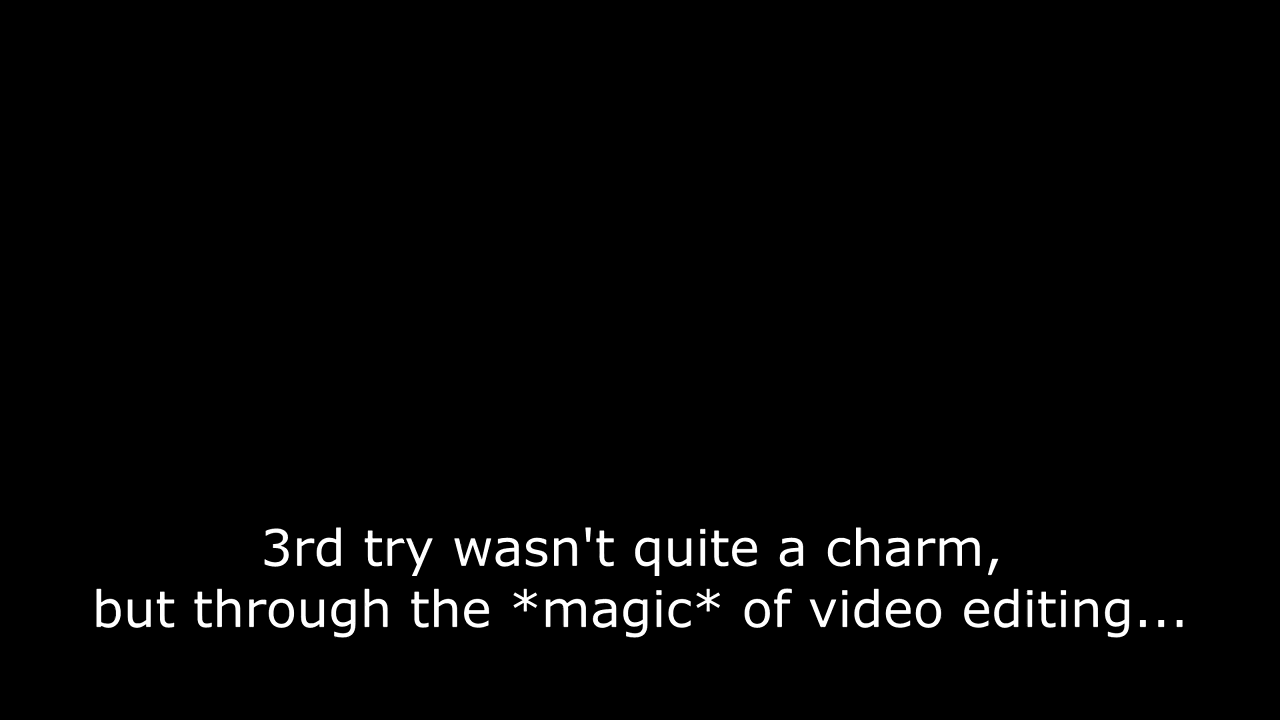 3rd try wasn't quite a charm,
but through the *magic* of video editing...